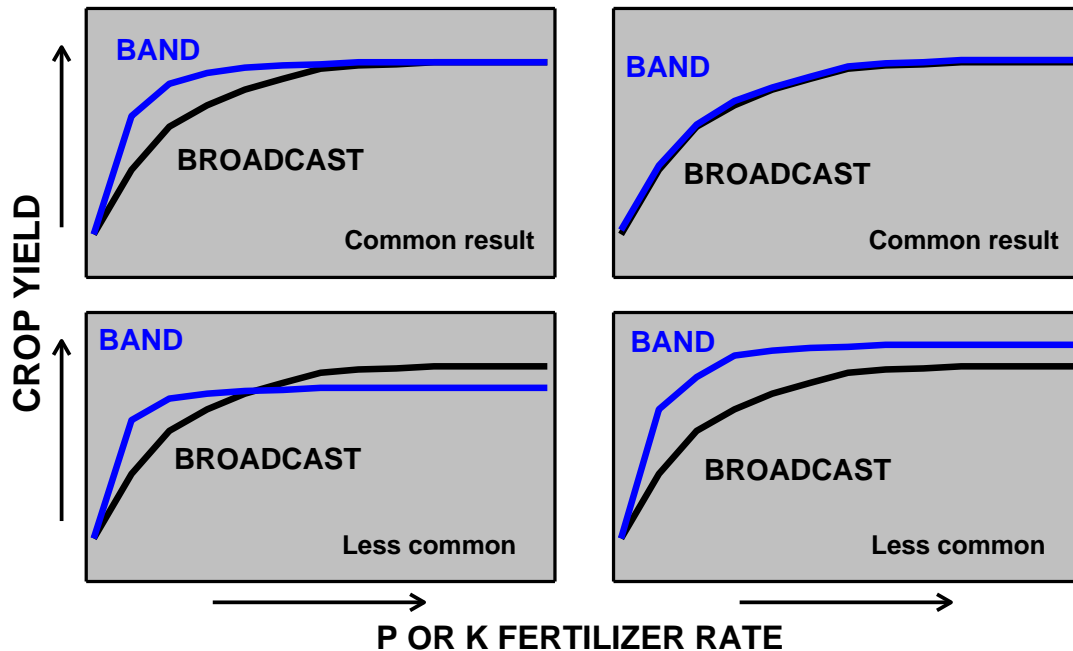 BAND
BROADCAST
Common result
BAND
BROADCAST
Common result
BAND
BROADCAST
Less common
BAND
BROADCAST
Less common
CROP YIELD
P OR K FERTILIZER RATE